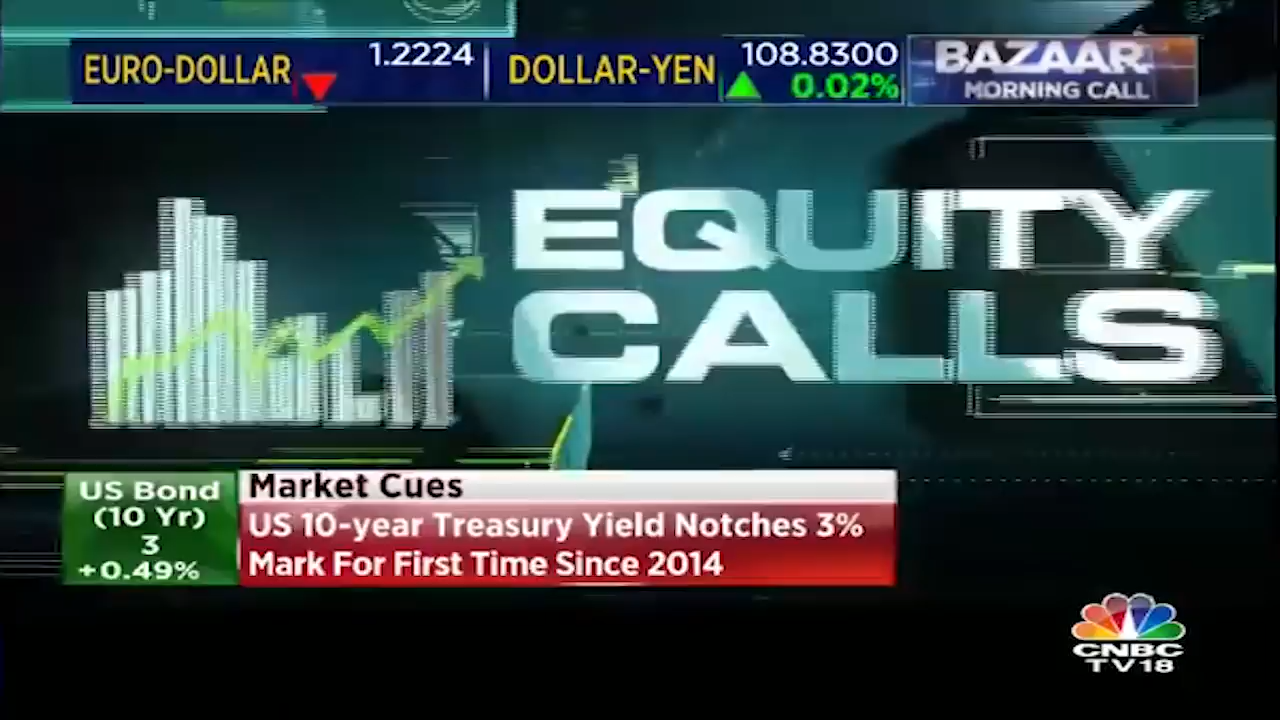 EURO-DOLLAR 1.2224
DOLLAR-YEN 108.8300
0.02%
BAZAAR
MORNING CALL
EQUITY
CALLS
US Bond
(10 Yr)
3
+0.49%
Market Cues
US 10-year Treasury Yield Notches 3%
Mark For First Time Since 2014
CNBC
TV18